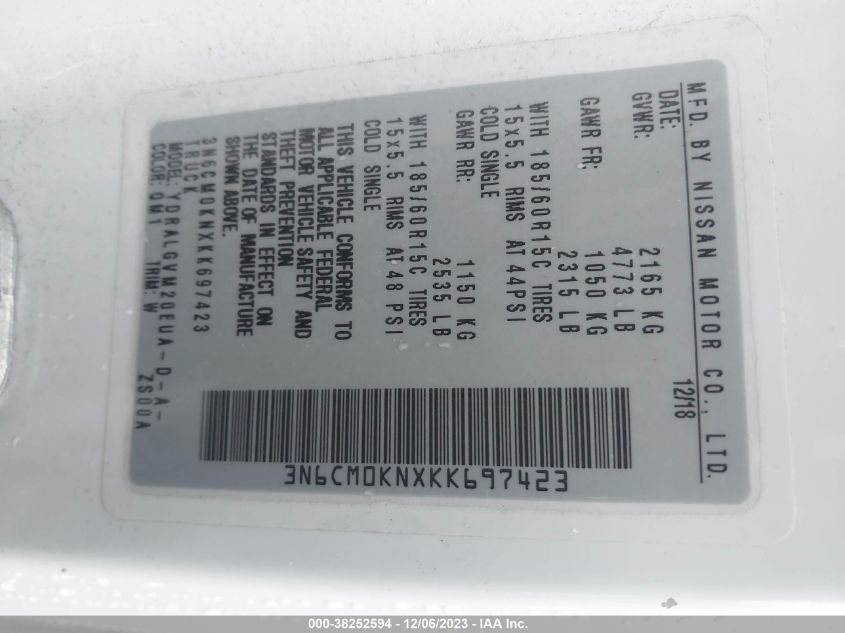 MFD. BY NISSAN MOTOR CO., LTD.
DATE: 12/18
GVWR: 2165 KG
4773 LB
GAWR FR: 1050 KG
2315 LB
WITH 185/60R15C TIRES
15x5.5 RIMS AT 44PSI
COLD SINGLE
GAWR RR: 1150 KG
2535 LB
WITH 185/60R15C TIRES
15x5.5 RIMS AT 48 PSI
COLD SINGLE
THIS VEHICLE CONFORMS TO
ALL APPLICABLE FEDERAL
MOTOR VEHICLE SAFETY AND
THEFT PREVENTION
STANDARDS IN EFFECT ON
THE DATE OF MANUFACTURE
SHOWN ABOVE.
3N6CM0KNXKK697423
TRUCK
MODEL: YDRALGVM20EUA-D-A-
COLOR: QM1 TRIM: W ZS00A
3N6CM0KNXKK697423
000-38252594 - 12/06/2023 - IAA Inc.